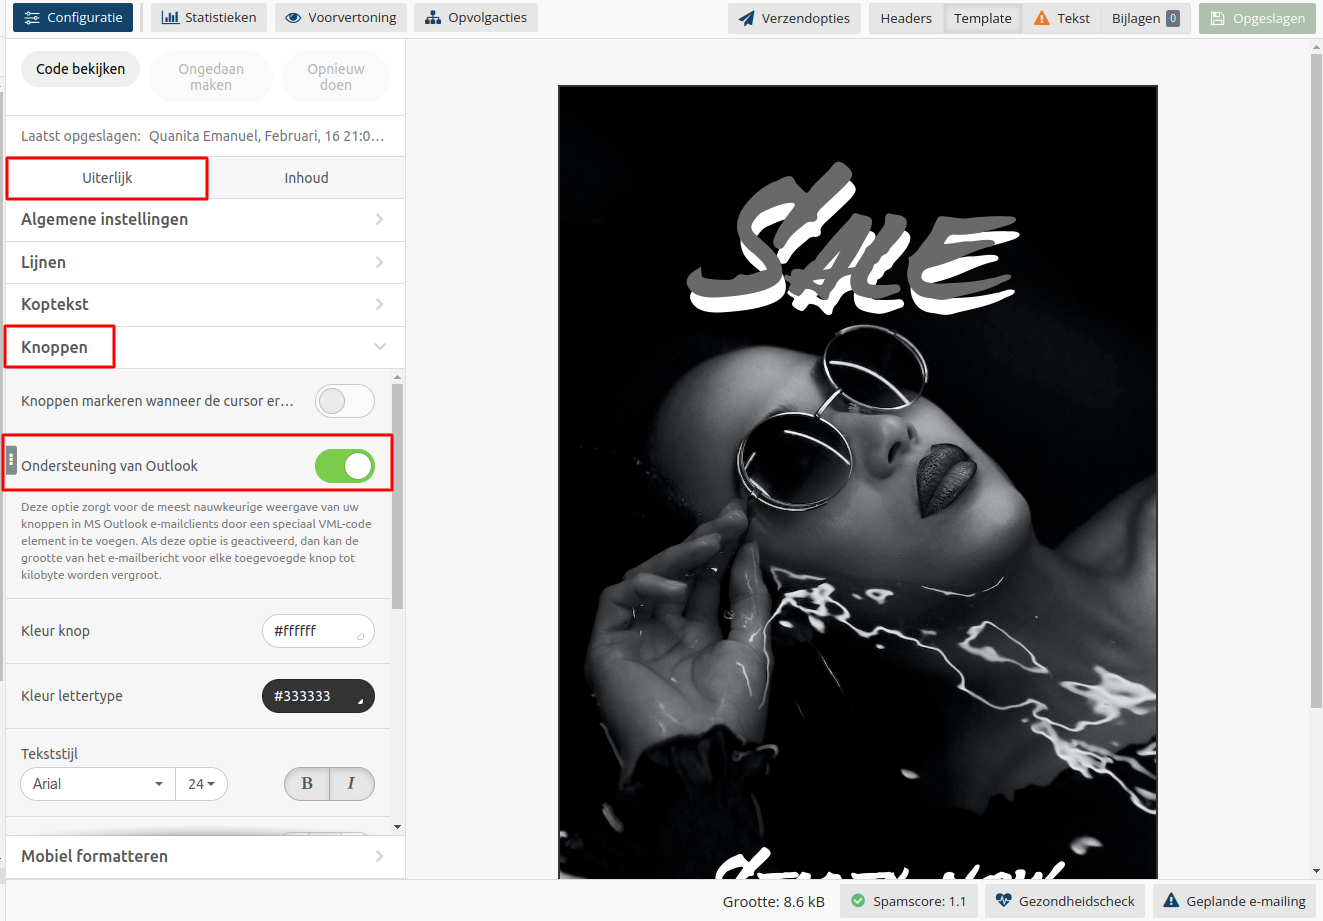 Configuratie
Statistieken
Voorvertoning
Opvolgacties
Verzendopties
Headers
Template
Tekst
Bijlagen 0
Opgeslagen
Code bekijken
Ongedaan
maken
Opnieuw
doen
Laatst opgeslagen: Quanita Emanuel, Februari, 16 21:0...
Uiterlijk
Inhoud
Algemene instellingen
Lijnen
Koptekst
Knoppen
Knoppen markeren wanneer de cursor er...
Ondersteuning van Outlook
Deze optie zorgt voor de meest nauwkeurige weergave van uw
knoppen in MS Outlook e-mailclients door een speciaal VML-code
element in te voegen. Als deze optie is geactiveerd, dan kan de
grootte van het e-mailbericht voor elke toegevoegde knop tot
kilobyte worden vergroot.
Kleur knop
#ffffff
Kleur lettertype
#333333
Tekststijl
Arial
24
B
I
Mobiel formatteren
SALE
Grootte: 8.6 kB
Spamscore: 1.1
Gezondheidscheck
Geplande e-mailing